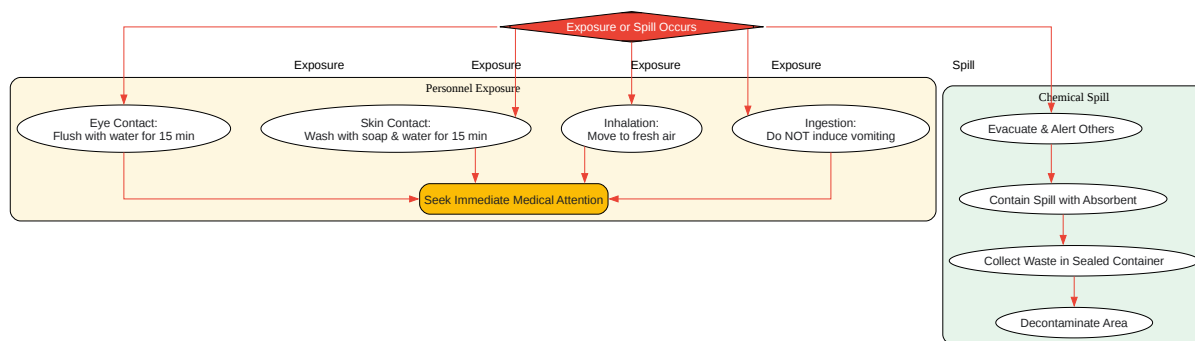 Exposure or Spill Occurs
Exposure
Exposure
Exposure
Exposure
Spill
Personnel Exposure
Eye Contact:
Flush with water for 15 min
Skin Contact:
Wash with soap & water for 15 min
Inhalation:
Move to fresh air
Ingestion:
Do NOT induce vomiting
Seek Immediate Medical Attention
Chemical Spill
Evacuate & Alert Others
Contain Spill with Absorbent
Collect Waste in Sealed Container
Decontaminate Area